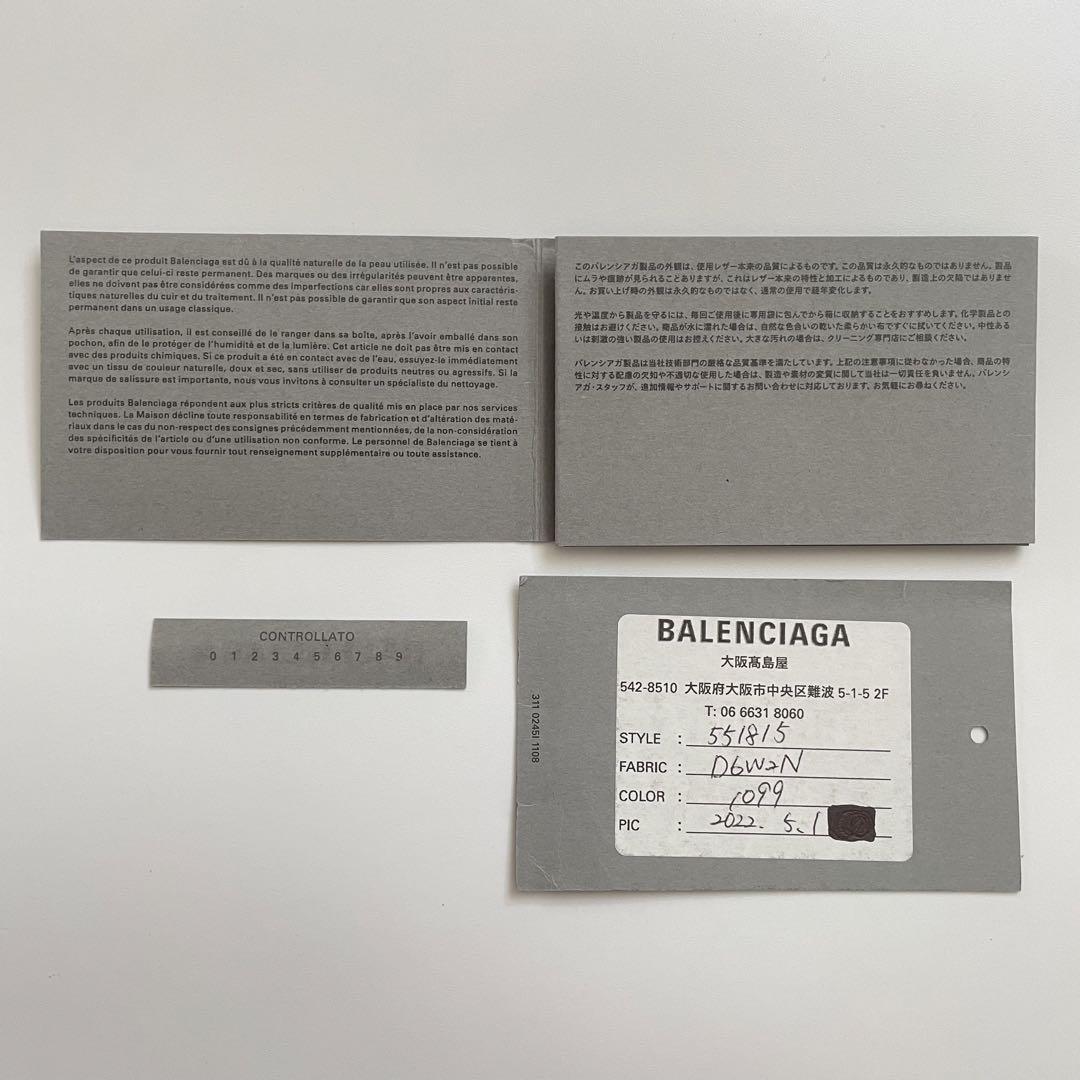 L'aspect de ce produit Balenciaga est dû à la qualité naturelle de la peau utilisée. Il n'est pas possible
de garantir que celui-ci reste permanent. Des marques ou des irrégularités peuvent être apparentes,
elles ne doivent pas être considérées comme des imperfections car elles sont propres aux caractéris-
tiques naturelles du cuir et du traitement. Il n'est pas possible de garantir que son aspect initial reste
permanent dans un usage classique.
Après chaque utilisation, il est conseillé de le ranger dans sa boîte, après l'avoir emballé dans son
pochon, afin de le protéger de l'humidité et de la lumière. Cet article ne doit pas être mis en contact
avec des produits chimiques. Si ce produit a été en contact avec de l'eau, essuyez-le immédiatement
avec un tissu de couleur naturelle, doux et sec, sans utiliser de produits neutres ou agressifs. Si la
marque de salissure est importante, nous vous invitons à consulter un spécialiste du nettoyage.
Les produits Balenciaga répondent aux plus stricts critères de qualité mis en place par nos services
techniques. La Maison décline toute responsabilité en termes de fabrication et d'altération des maté-
riaux dans le cas du non-respect des consignes précédemment mentionnées, de la non-considération
des spécificités de l'article ou d'une utilisation non conforme. Le personnel de Balenciaga se tient à
votre disposition pour vous fournir tout renseignement supplémentaire ou toute assistance.
このバレンシアガ製品の外観は、使用レザー本来の品質によるものです。この品質は永久的なものではありません。製品
にムラや痕跡が見られることありますが、これはレザー本来の特性と加工によるものであり、製造上の欠陥ではありませ
ん。お買い上げ時の外観は永久的なものではなく、通常の使用で経年変化します。
光や温度から製品を守るには、毎回ご使用後に専用袋に包んでから箱に収納することをおすすめします。化学製品との
接触はお避けください。商品が水に濡れた場合は、自然な色合いの乾いた柔らかい布ですぐに拭いてください。中性ある
いは刺激の強い製品の使用はお控えください。大きな汚れの場合は、クリーニング専門店にご相談ください。
バレンシアガ製品は当社技術部門の厳格な品質基準を満たしています。上記の注意事項に従わなかった場合、商品の特
性に対する配慮の欠如や不適切な使用した場合は、製造や素材の変質に関して当社は一切責任を負いません。バレンシ
アガ・スタッフが、追加情報やサポートに関するお問い合わせに対応しております、お気軽にお尋ねください。
CONTROLLATO
0 1 2 3 4 5 6 7 8 9
311 0245I 1108
BALENCIAGA
大阪髙島屋
542-8510 大阪府大阪市中央区難波 5-1-5 2F
T: 06 6631 8060
STYLE : 551815
FABRIC : D6W2N
COLOR : 1099
PIC : 2022. 5. 1